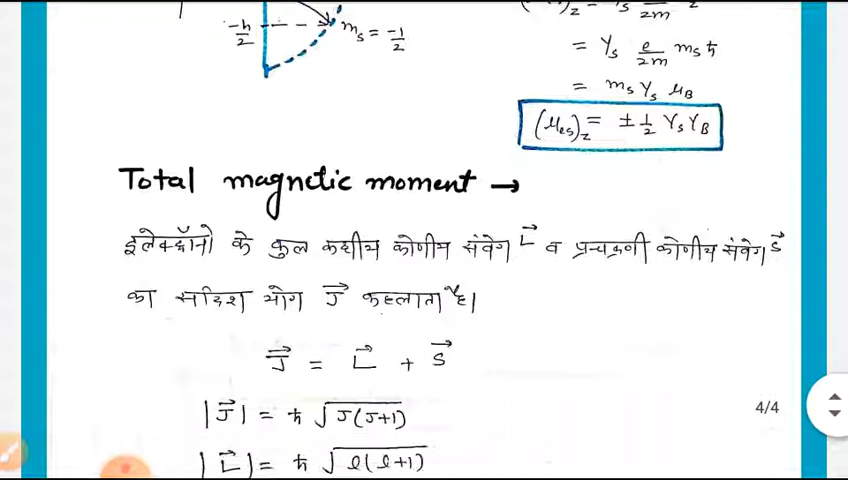 -ħ/2
m_s = -1/2
2m
= γ_s e/2m m_s ħ
= m_s γ_s μ_B
(μ_es)_z = ± 1/2 γ_s γ_B
Total magnetic moment →
इलेक्ट्रॉनो के कुल कक्षीय कोणीय संवेग L⃗ व प्रचक्रणी कोणीय संवेग S⃗
का सदिश योग J⃗ कहलाता है।
J⃗ = L⃗ + S⃗
|J⃗| = ħ √J(J+1)
4/4
|L⃗| = ħ √l(l+1)